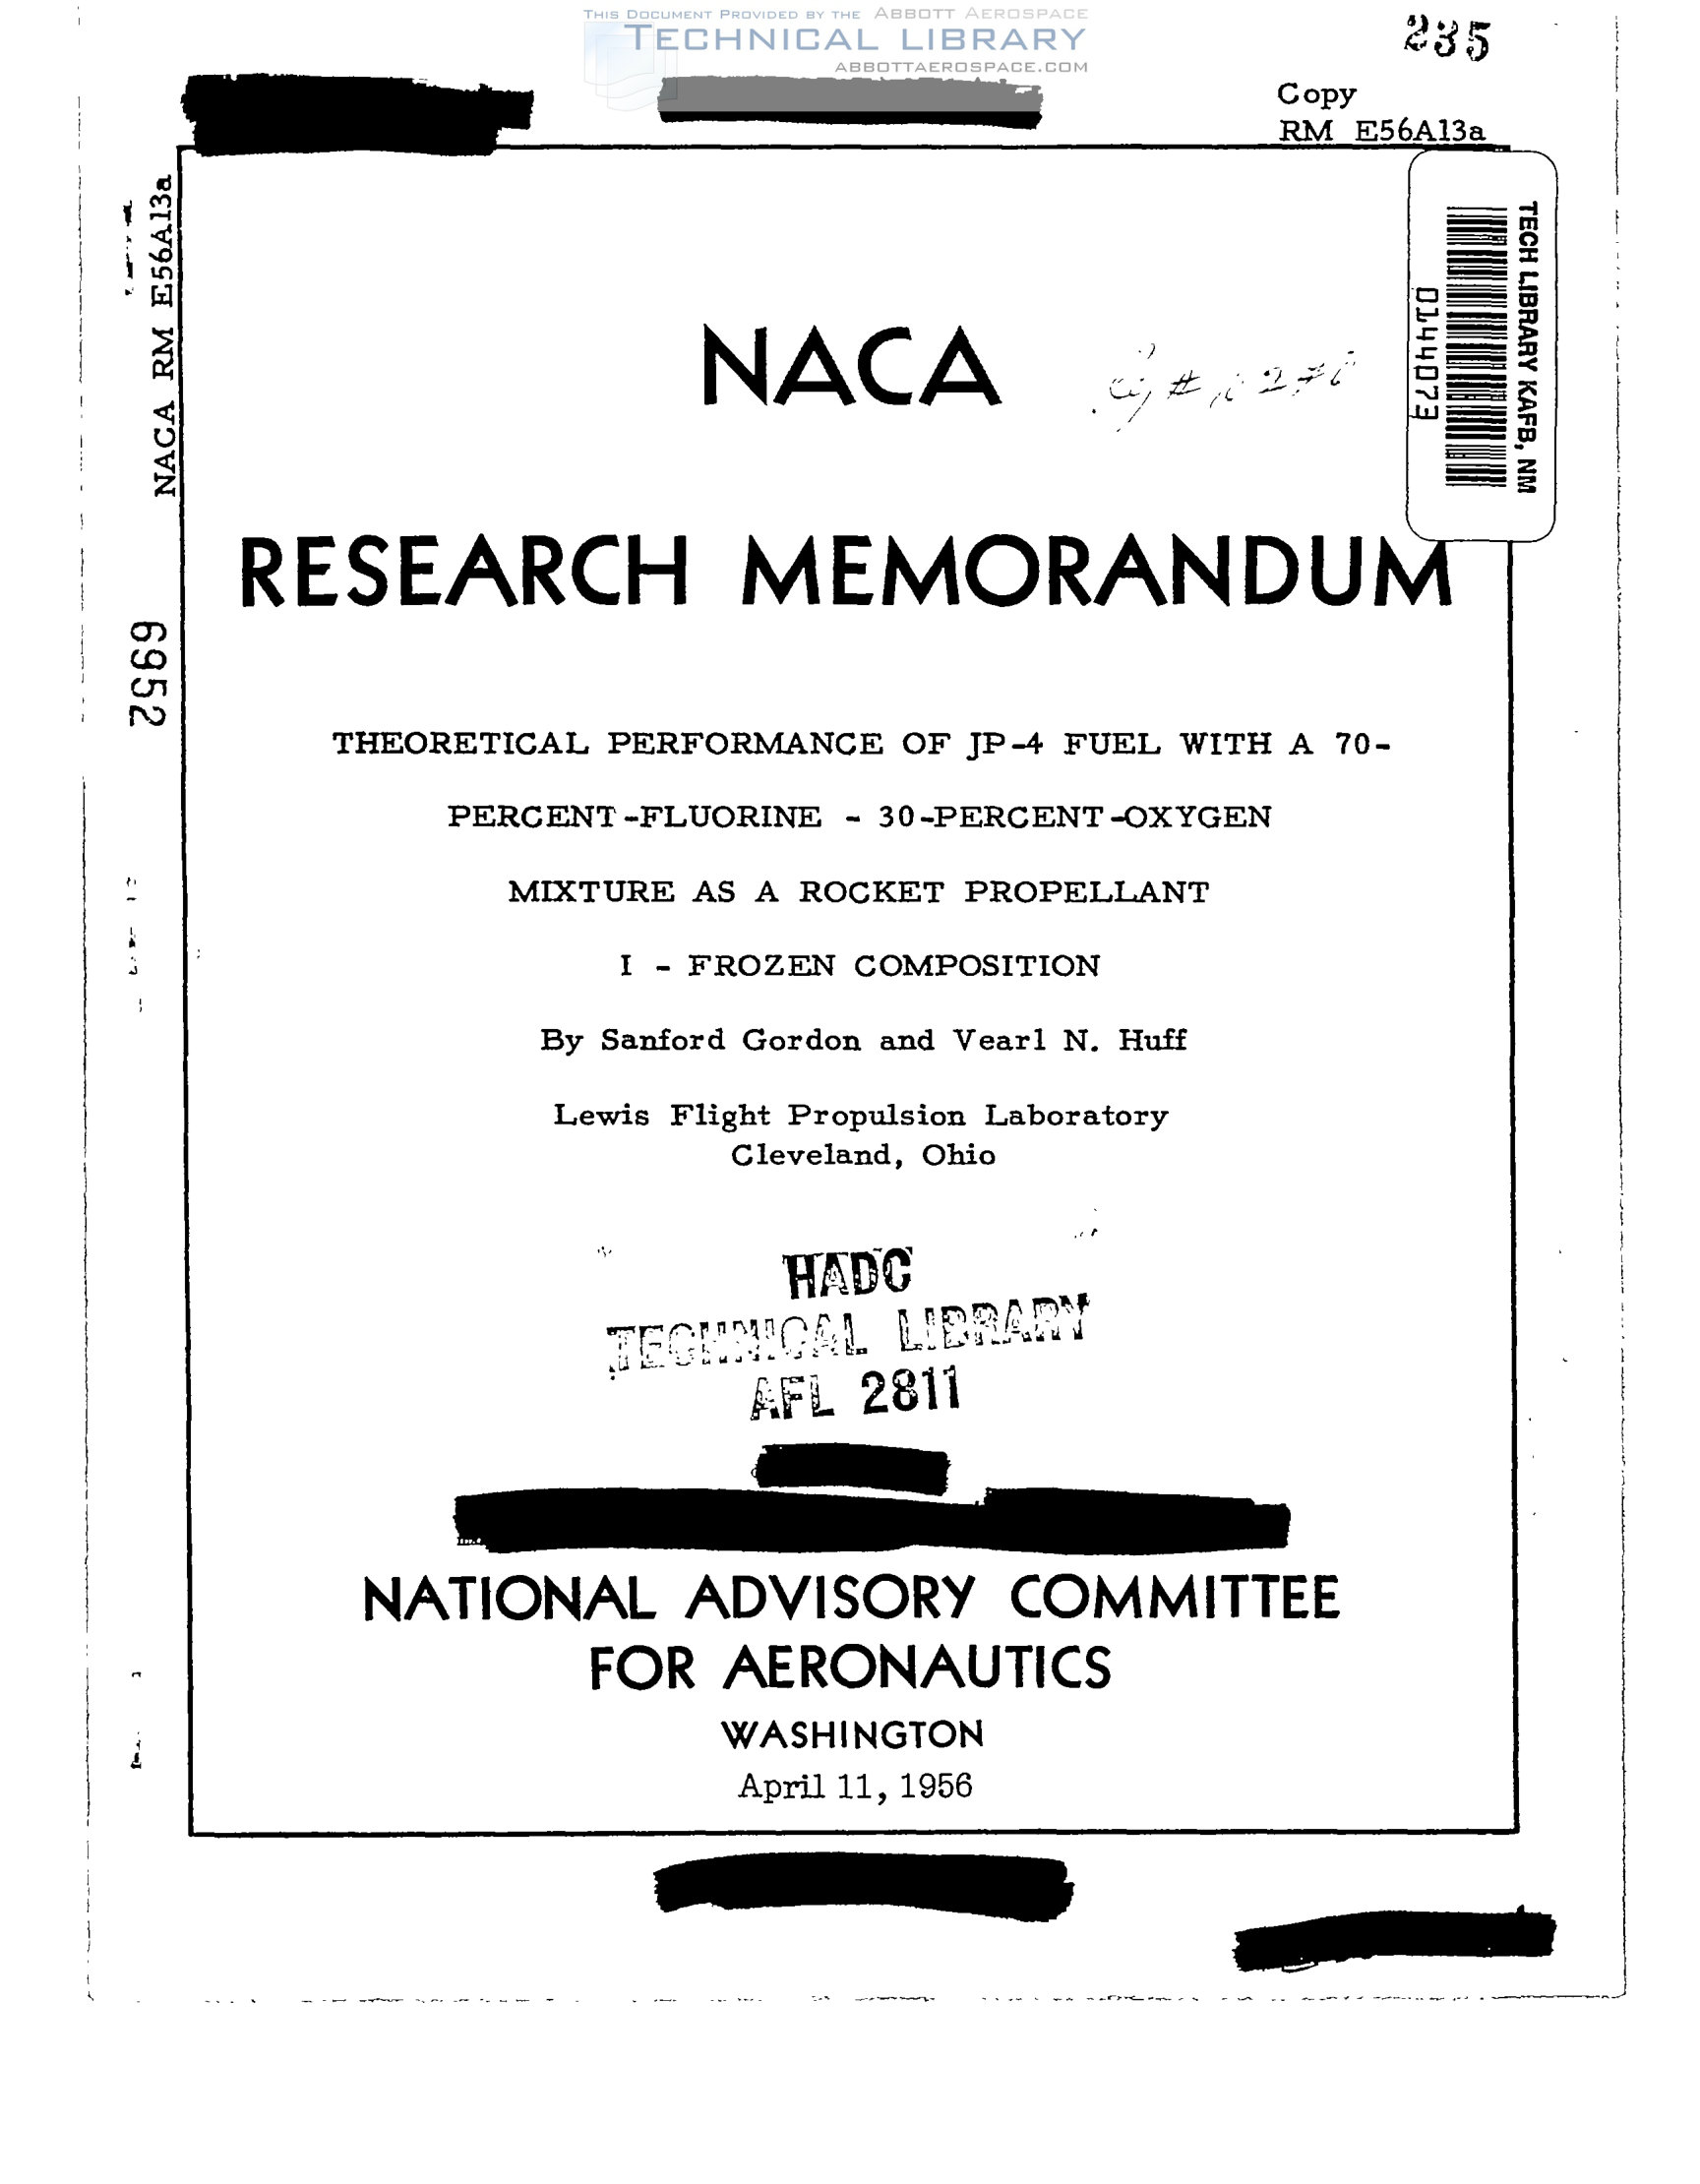 THIS DOCUMENT PROVIDED BY THE ABBOTT AEROSPACE
TECHNICAL LIBRARY
ABBOTTAEROSPACE.COM
235
Copy
RM E56A13a
NACA RM E56A13a
TECH LIBRARY KAFB, NM
0144073
NACA
RESEARCH MEMORANDUM
6952
THEORETICAL PERFORMANCE OF JP-4 FUEL WITH A 70-
PERCENT-FLUORINE - 30-PERCENT-OXYGEN
MIXTURE AS A ROCKET PROPELLANT
I - FROZEN COMPOSITION
By Sanford Gordon and Vearl N. Huff
Lewis Flight Propulsion Laboratory
Cleveland, Ohio
HADC
TECHNICAL LIBRARY
AFL 2811
NATIONAL ADVISORY COMMITTEE
FOR AERONAUTICS
WASHINGTON
April 11, 1956